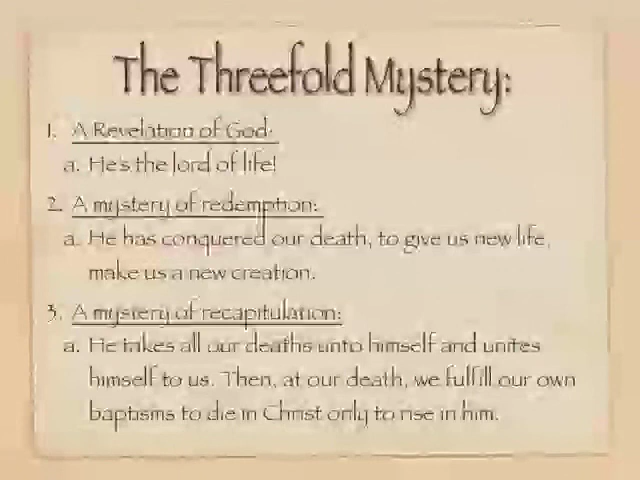 The Threefold Mystery:
1. A Revelation of God:
a. He's the lord of life!
2. A mystery of redemption:
a. He has conquered our death, to give us new life,
make us a new creation.
3. A mystery of recapitulation:
a. He takes all our deaths unto himself and unites
himself to us. Then, at our death, we fulfill our own
baptisms to die in Christ only to rise in him.